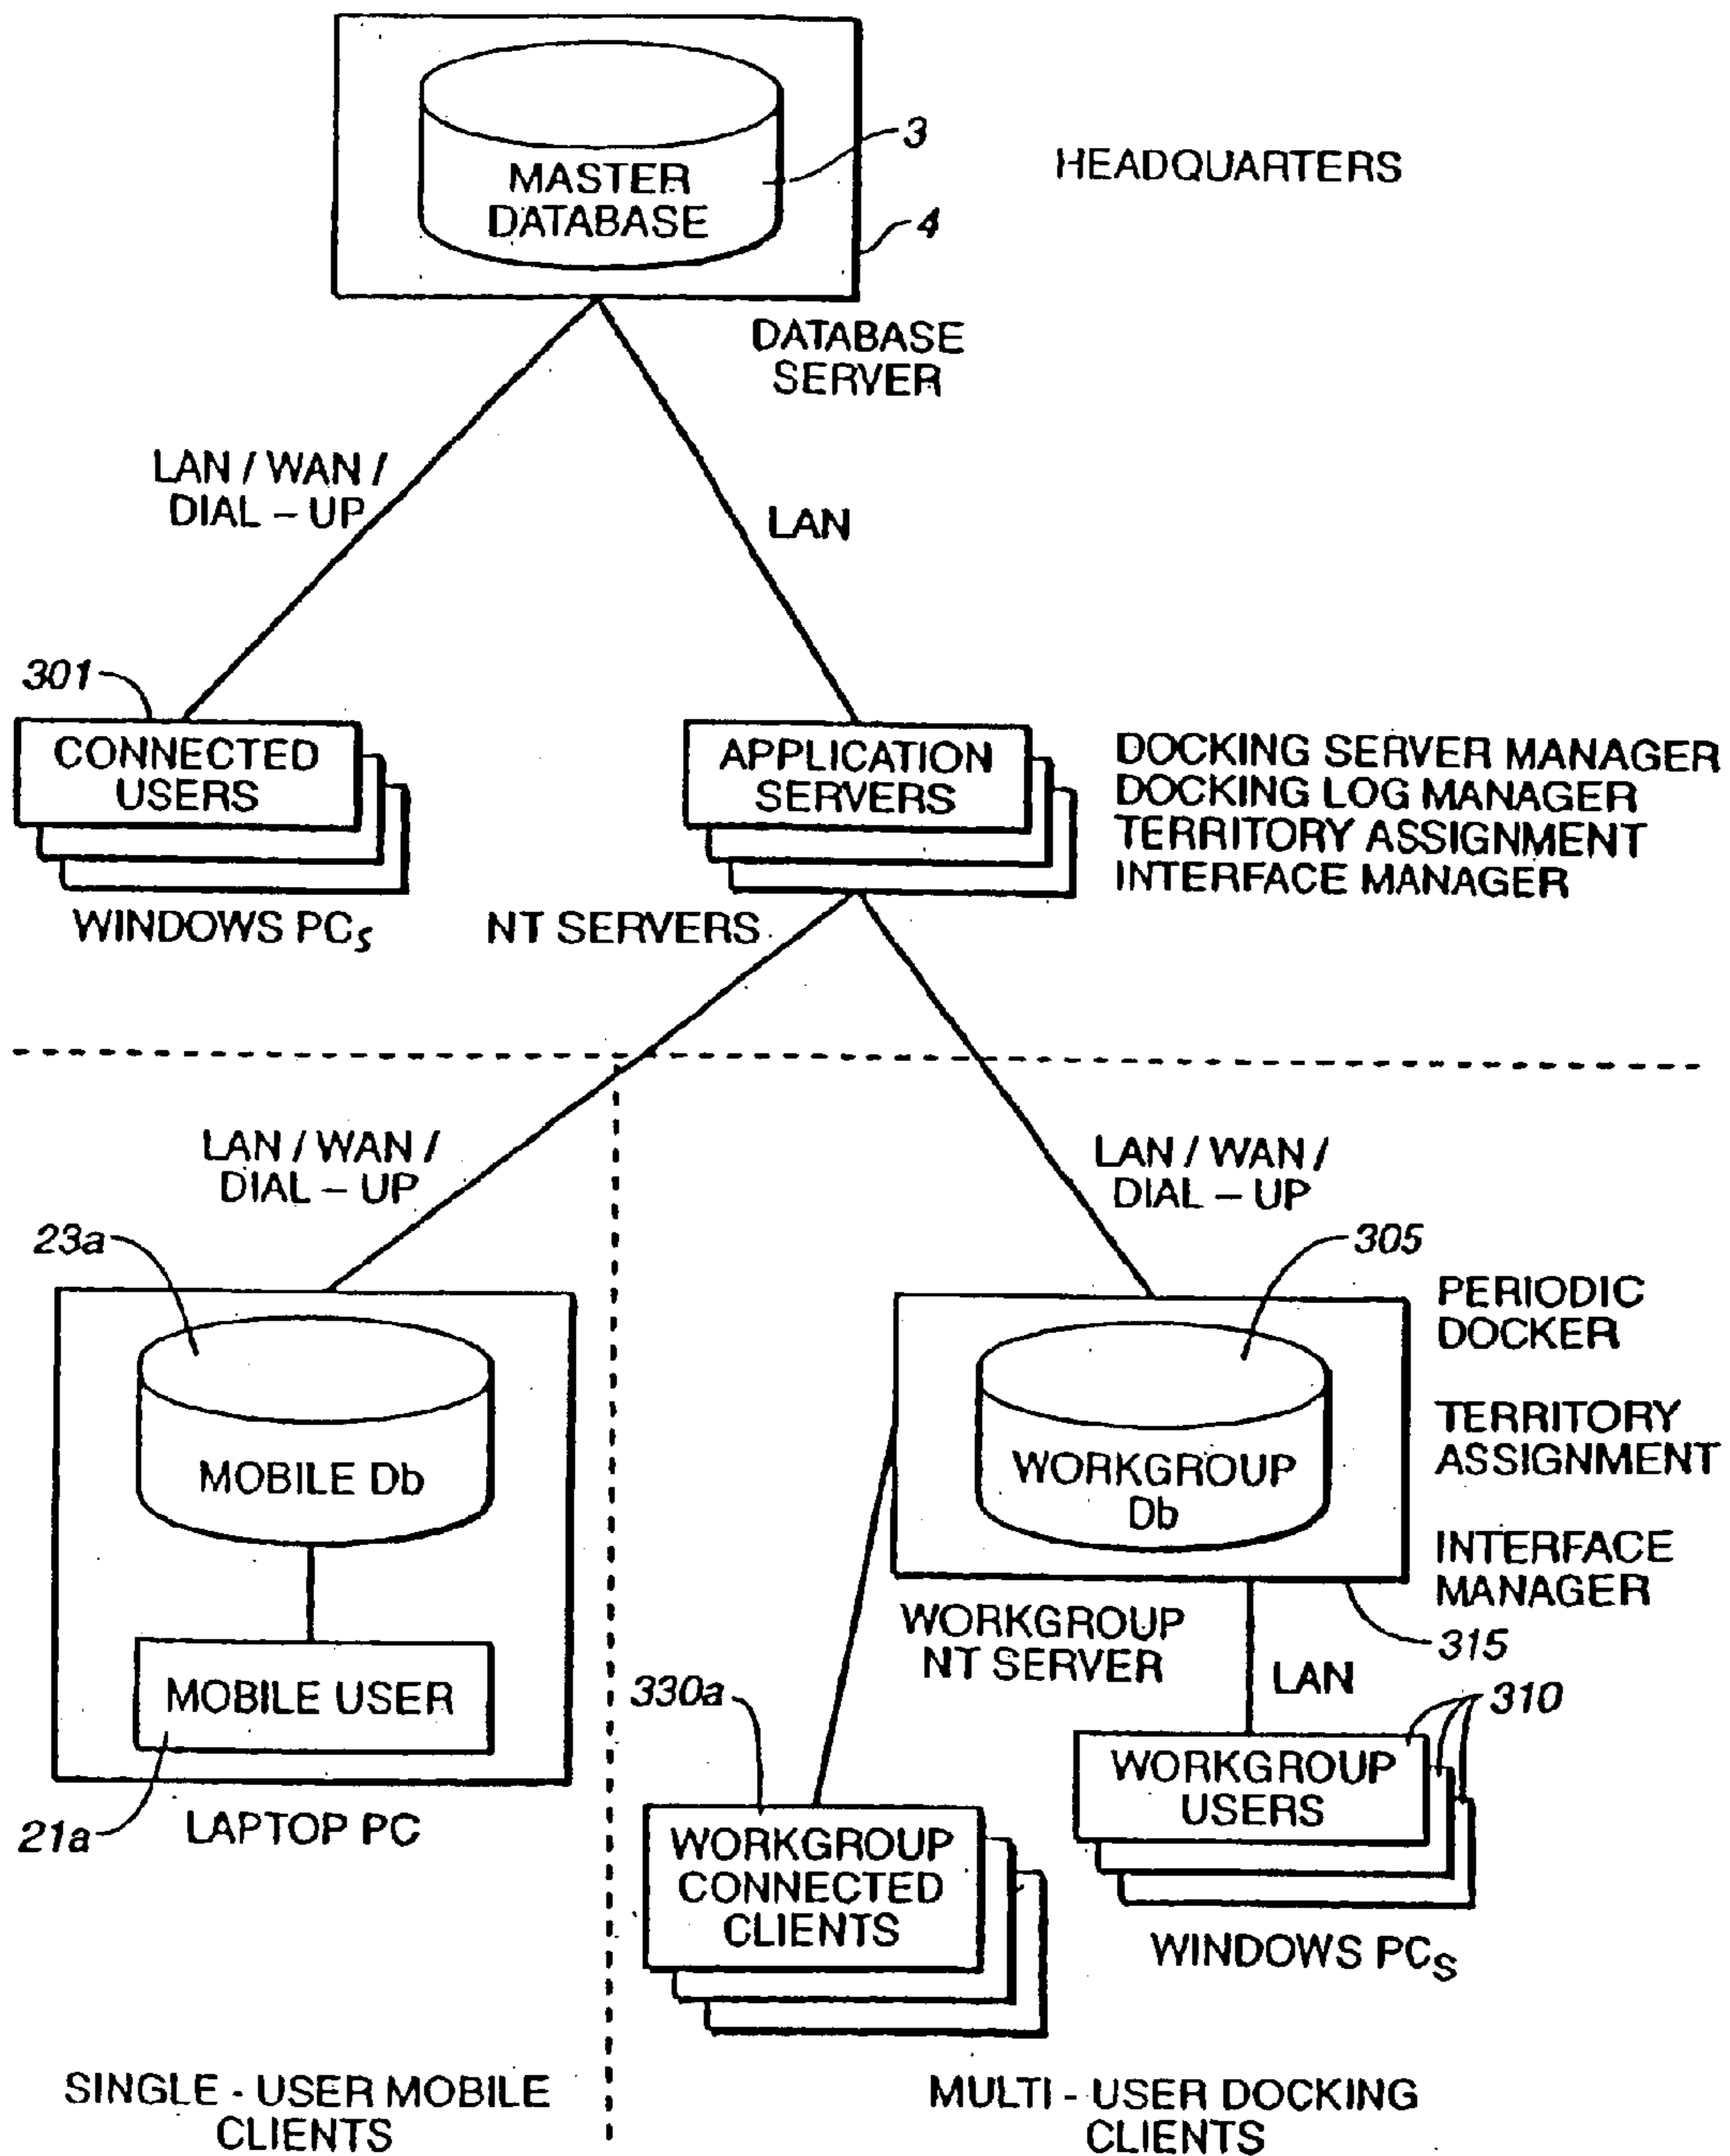 3
MASTER
DATABASE
HEADQUARTERS
4
DATABASE
SERVER
LAN / WAN /
DIAL – UP
LAN
301
CONNECTED
USERS
APPLICATION
SERVERS
DOCKING SERVER MANAGER
DOCKING LOG MANAGER
TERRITORY ASSIGNMENT
INTERFACE MANAGER
WINDOWS PCs
NT SERVERS
LAN / WAN /
DIAL – UP
LAN / WAN /
DIAL – UP
23a
305
PERIODIC
DOCKER
MOBILE Db
WORKGROUP
Db
TERRITORY
ASSIGNMENT
INTERFACE
MANAGER
WORKGROUP
NT SERVER
315
MOBILE USER
330a
LAN
310
WORKGROUP
USERS
21a
LAPTOP PC
WORKGROUP
CONNECTED
CLIENTS
WINDOWS PCS
SINGLE - USER MOBILE
CLIENTS
MULTI - USER DOCKING
CLIENTS